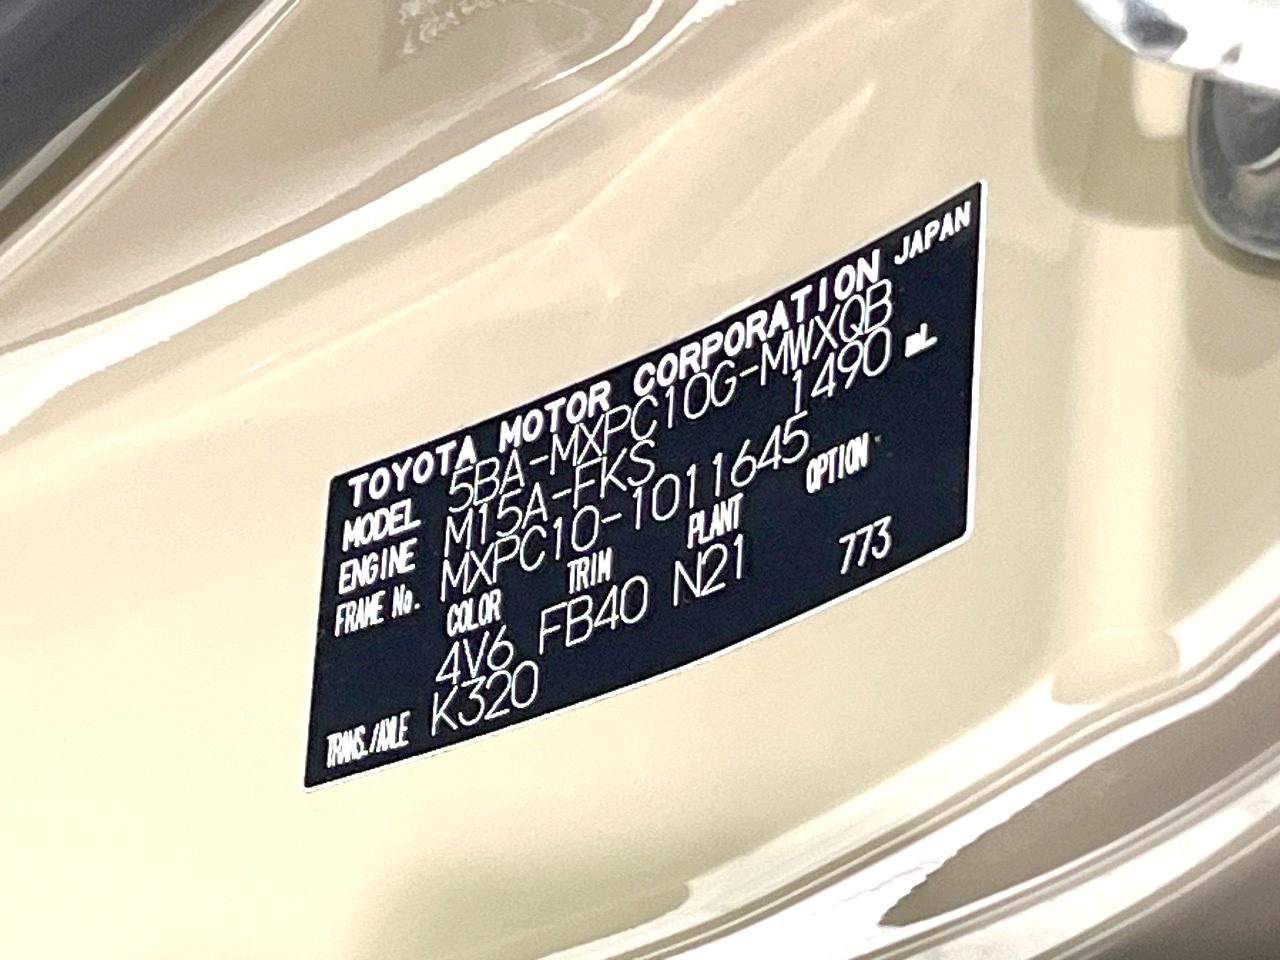 TOYOTA MOTOR CORPORATION JAPAN
MODEL 5BA-MXPC10G-MWXQB
ENGINE M15A-FKS 1490 mL
FRAME No. MXPC10-1011645
COLOR TRIM PLANT OPTION
4V6 FB40 N21 773
TRANS./AXLE K320